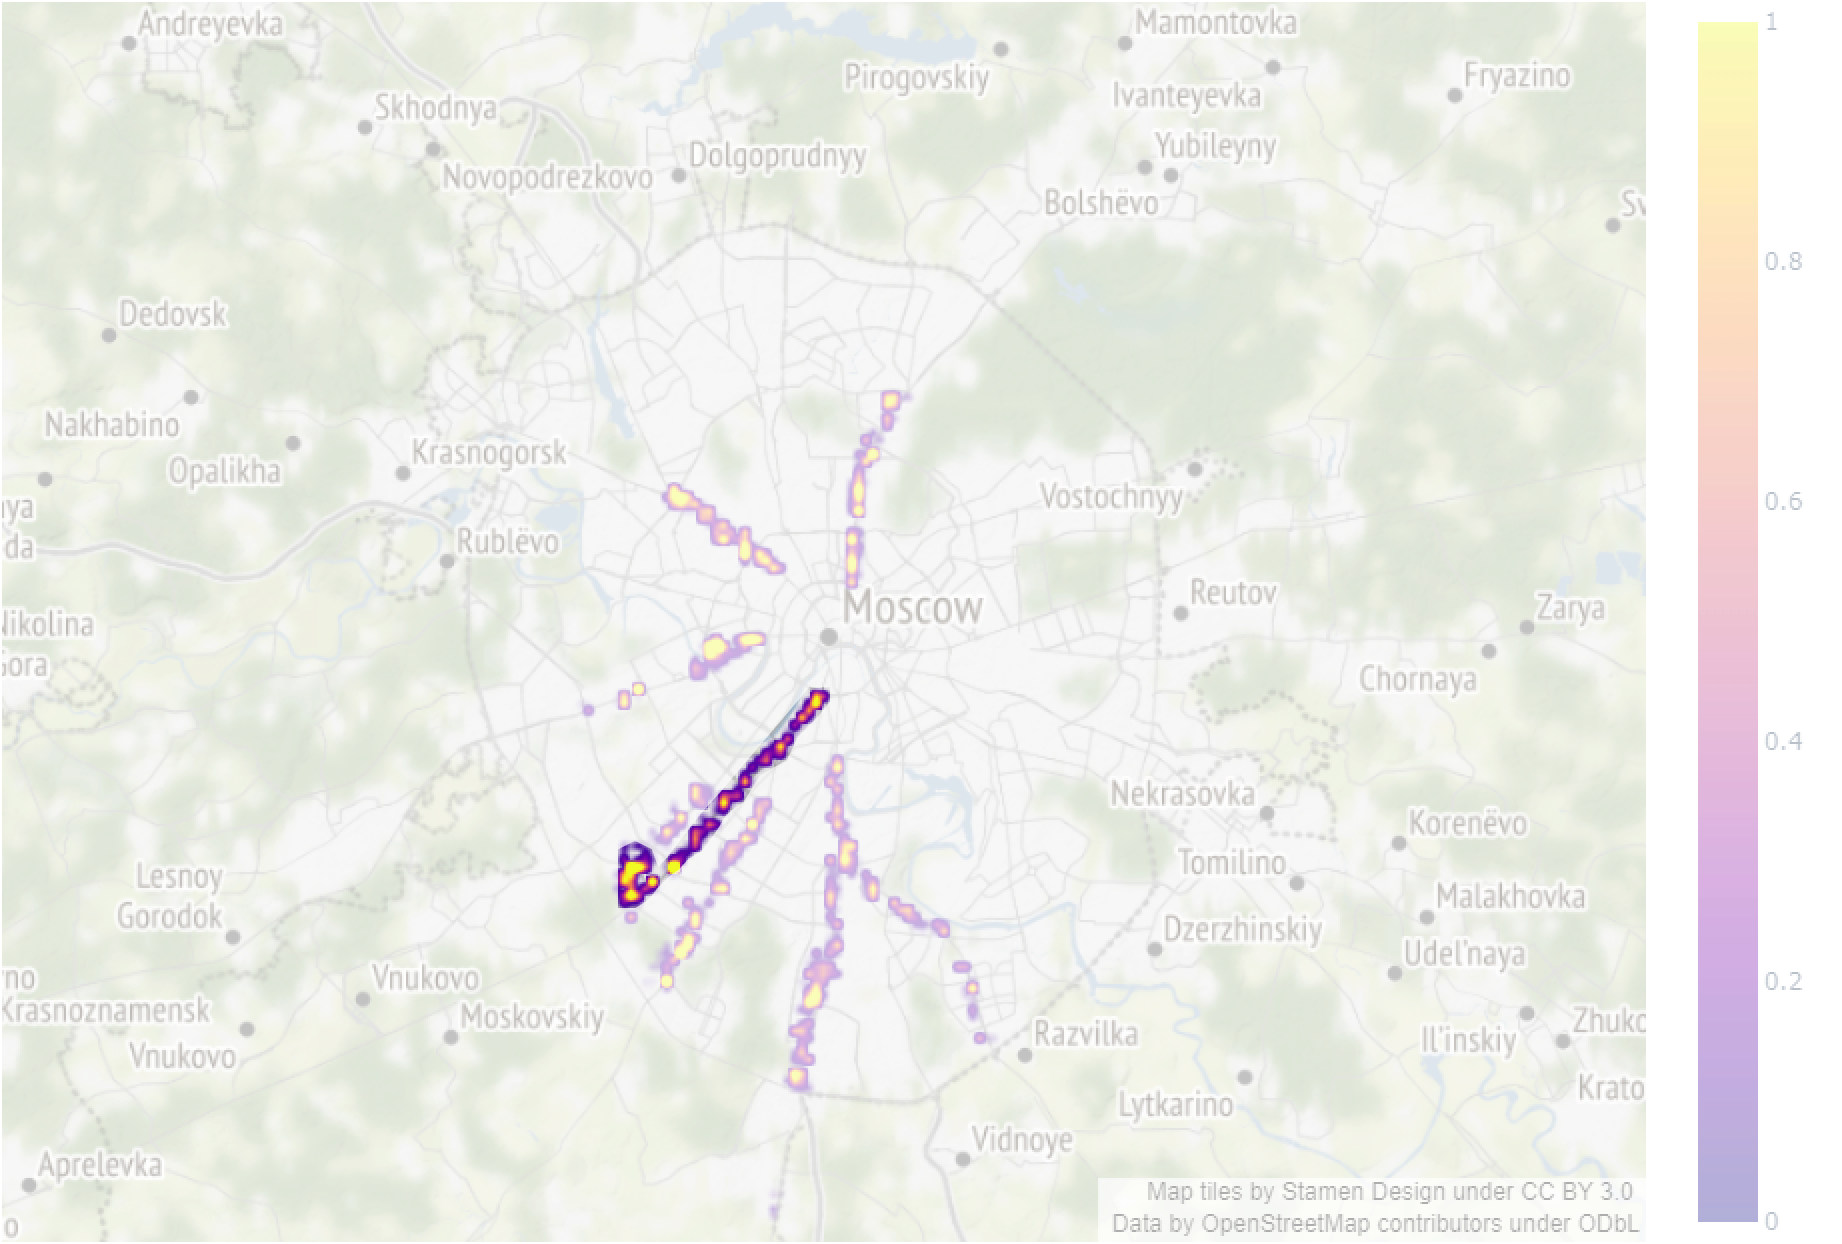 Andreyevka
Mamontovka
Pirogovskiy
Fryazino
Ivanteyevka
Skhodnya
Yubileyny
Dolgoprudnyy
Novopodrezkovo
Bolshëvo
Sv
Dedovsk
Nakhabino
Krasnogorsk
Opalikha
Vostochnyy
aya
da
Rublëvo
Reutov
Moscow
Zarya
Nikolina
Gora
Chornaya
Nekrasovka
Korenëvo
Tomilino
Lesnoy
Gorodok
Malakhovka
Dzerzhinskiy
Udel'naya
Vnukovo
rno
Krasnoznamensk
Moskovskiy
Zhuko
Razvilka
Il'inskiy
Vnukovo
Krato
Lytkarino
Vidnoye
Aprelevka
0
Map tiles by Stamen Design under CC BY 3.0
Data by OpenStreetMap contributors under ODbL
1
0.8
0.6
0.4
0.2
0